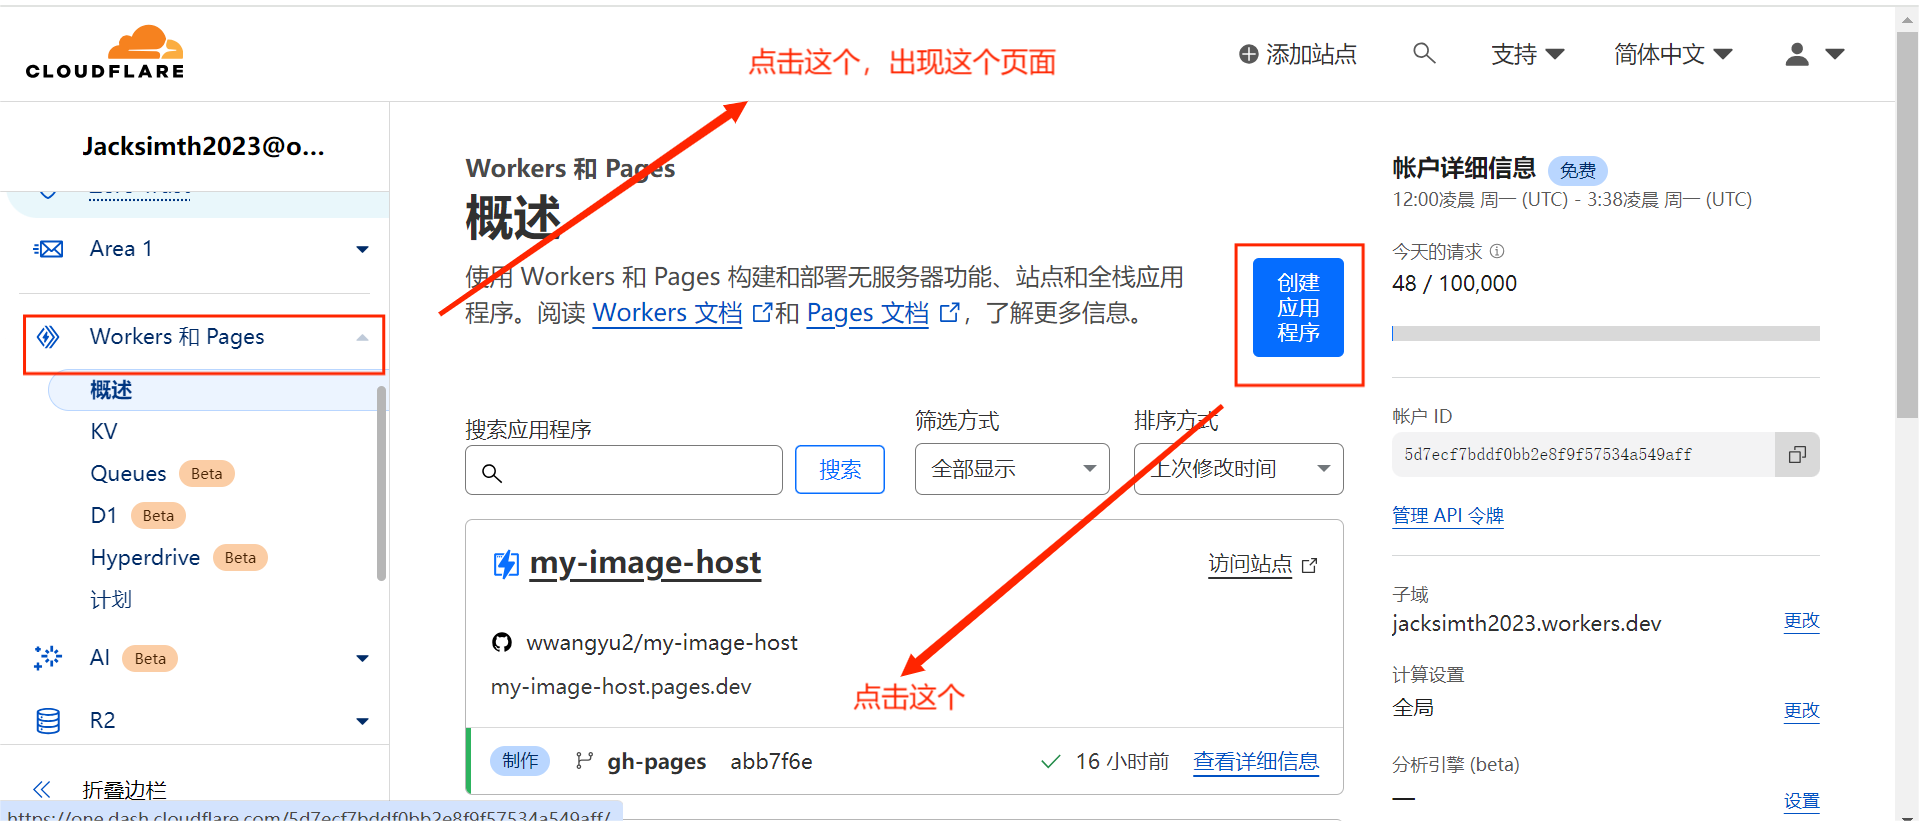 CLOUDFLARE
点击这个，出现这个页面
添加站点
支持
简体中文
Jacksimth2023@o...
Zero Trust
Area 1
Workers 和 Pages
概述
KV
Queues Beta
D1 Beta
Hyperdrive Beta
计划
AI Beta
R2
折叠边栏
https://one.dash.cloudflare.com/5d7ecf7bddf0bb2e8f9f57534a549aff/
Workers 和 Pages
概述
使用 Workers 和 Pages 构建和部署无服务器功能、站点和全栈应用
程序。阅读 Workers 文档 和 Pages 文档 ，了解更多信息。
创建
应用
程序
搜索应用程序
搜索
筛选方式
全部显示
排序方式
上次修改时间
my-image-host
访问站点
wwangyu2/my-image-host
my-image-host.pages.dev
点击这个
制作 gh-pages abb7f6e 16 小时前 查看详细信息
帐户详细信息 免费
12:00凌晨 周一 (UTC) - 3:38凌晨 周一 (UTC)
今天的请求
48 / 100,000
帐户 ID
5d7ecf7bddf0bb2e8f9f57534a549aff
管理 API 令牌
子域
jacksimth2023.workers.dev 更改
计算设置
全局 更改
分析引擎 (beta)
— 设置